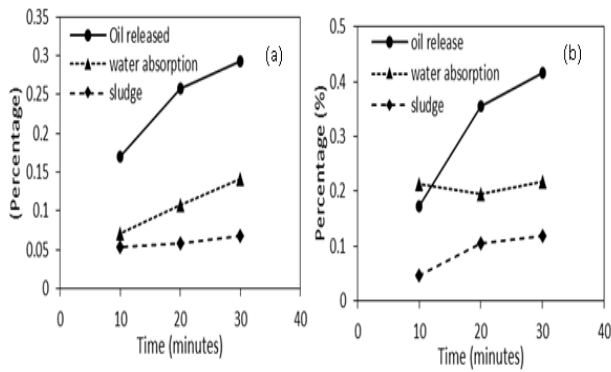 (a)
Oil released
water absorption
sludge
(Percentage)
0.35
0.3
0.25
0.2
0.15
0.1
0.05
0
0 10 20 30 40
Time (minutes)
(b)
oil release
water absorption
sludge
Percentage (%)
0.5
0.4
0.3
0.2
0.1
0
0 10 20 30 40
Time (minutes)